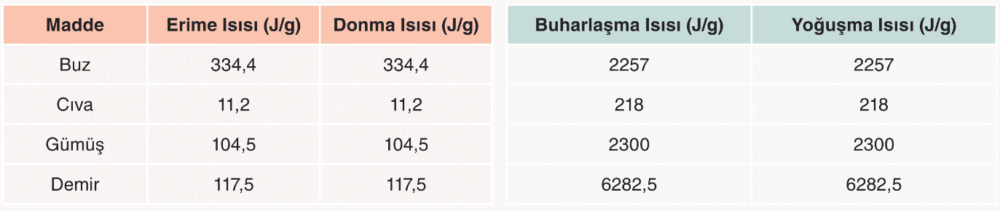 Madde Erime Isısı (J/g) Donma Isısı (J/g) Buharlaşma Isısı (J/g) Yoğuşma Isısı (J/g)
Buz 334,4 334,4 2257 2257
Cıva 11,2 11,2 218 218
Gümüş 104,5 104,5 2300 2300
Demir 117,5 117,5 6282,5 6282,5